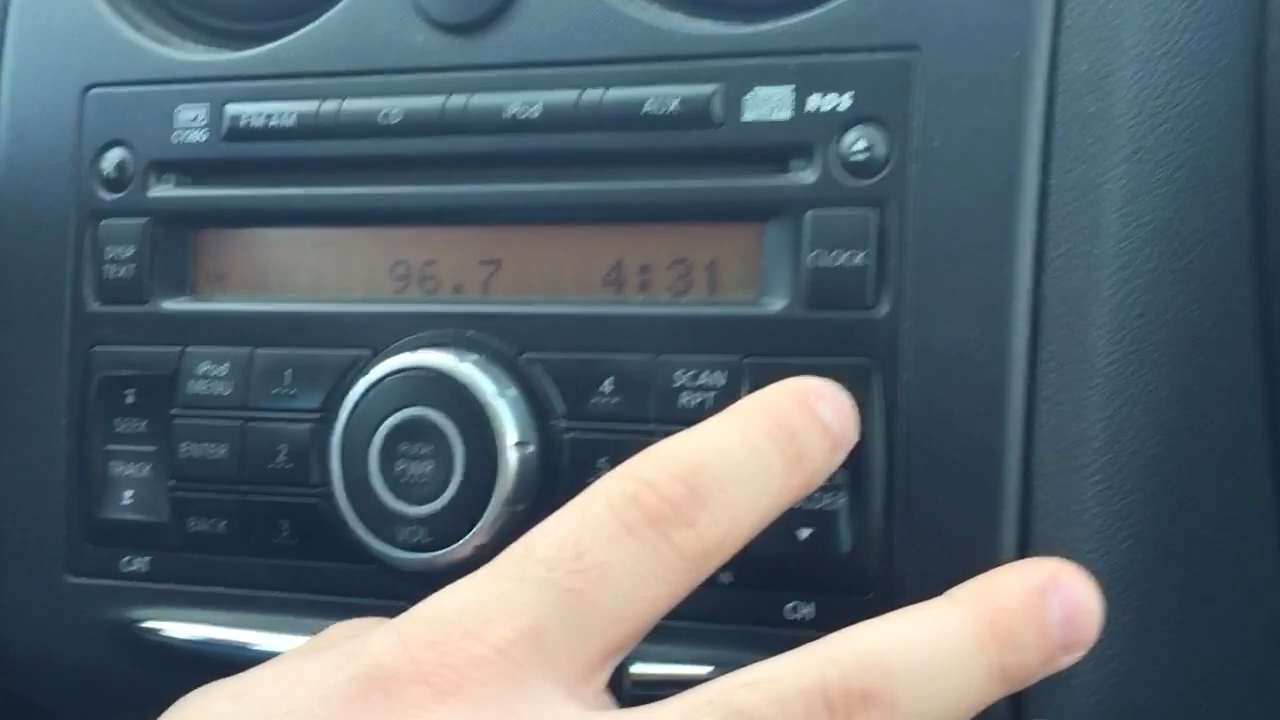 FM·AM CD iPod AUX RDS
DISP
TEXT
96.7 4:31
CLOCK
SEEK
TRACK
CAT
iPod
MENU
ENTER
BACK
1
2
3
PUSH
PWR
VOL
4
5
SCAN
RPT
CH